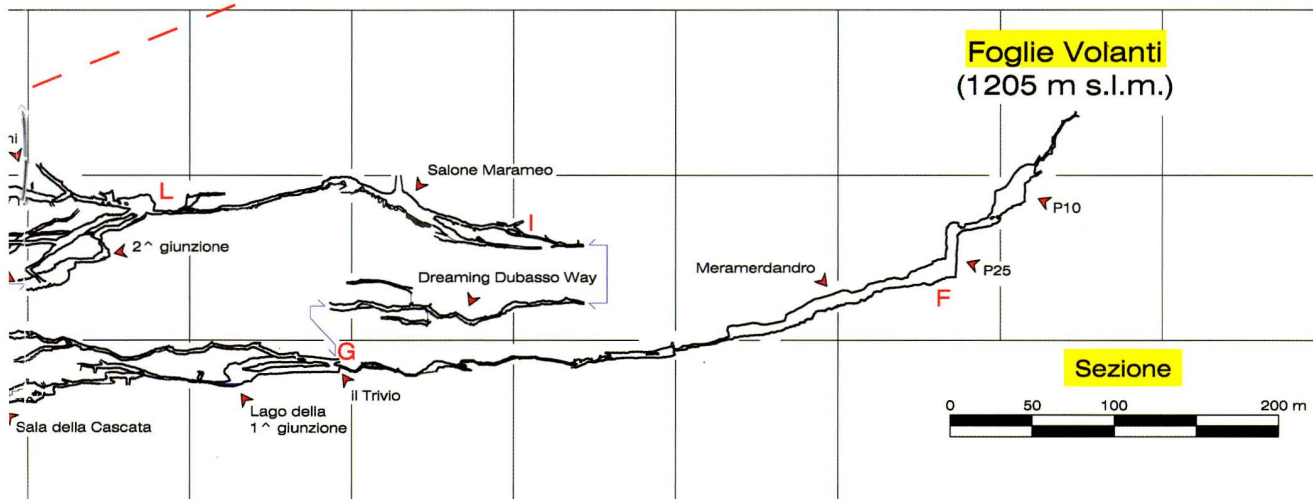 Foglie Volanti
(1205 m s.l.m.)
ni
L
Salone Marameo
P10
I
2^ giunzione
Dreaming Dubasso Way
Meramerdandro
P25
F
G
Sezione
il Trivio
Lago della
1^ giunzione
Sala della Cascata
0 50 100 200 m